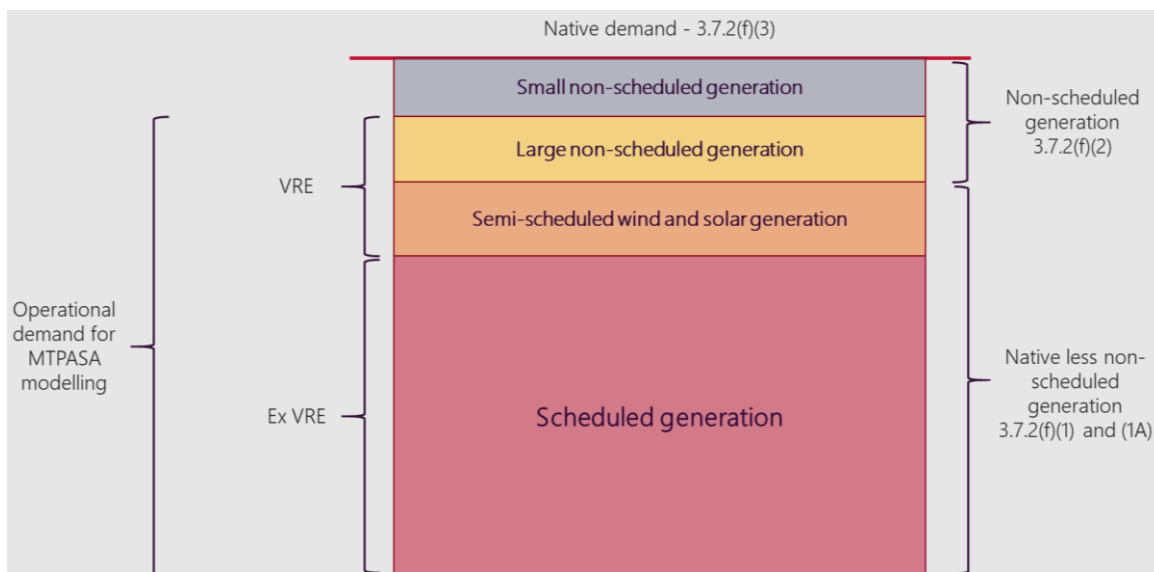 Native demand - 3.7.2(f)(3)
Small non-scheduled generation
Large non-scheduled generation
Semi-scheduled wind and solar generation
Scheduled generation
VRE
Ex VRE
Operational
demand for
MTPASA
modelling
Non-scheduled
generation
3.7.2(f)(2)
Native less non-
scheduled
generation
3.7.2(f)(1) and (1A)